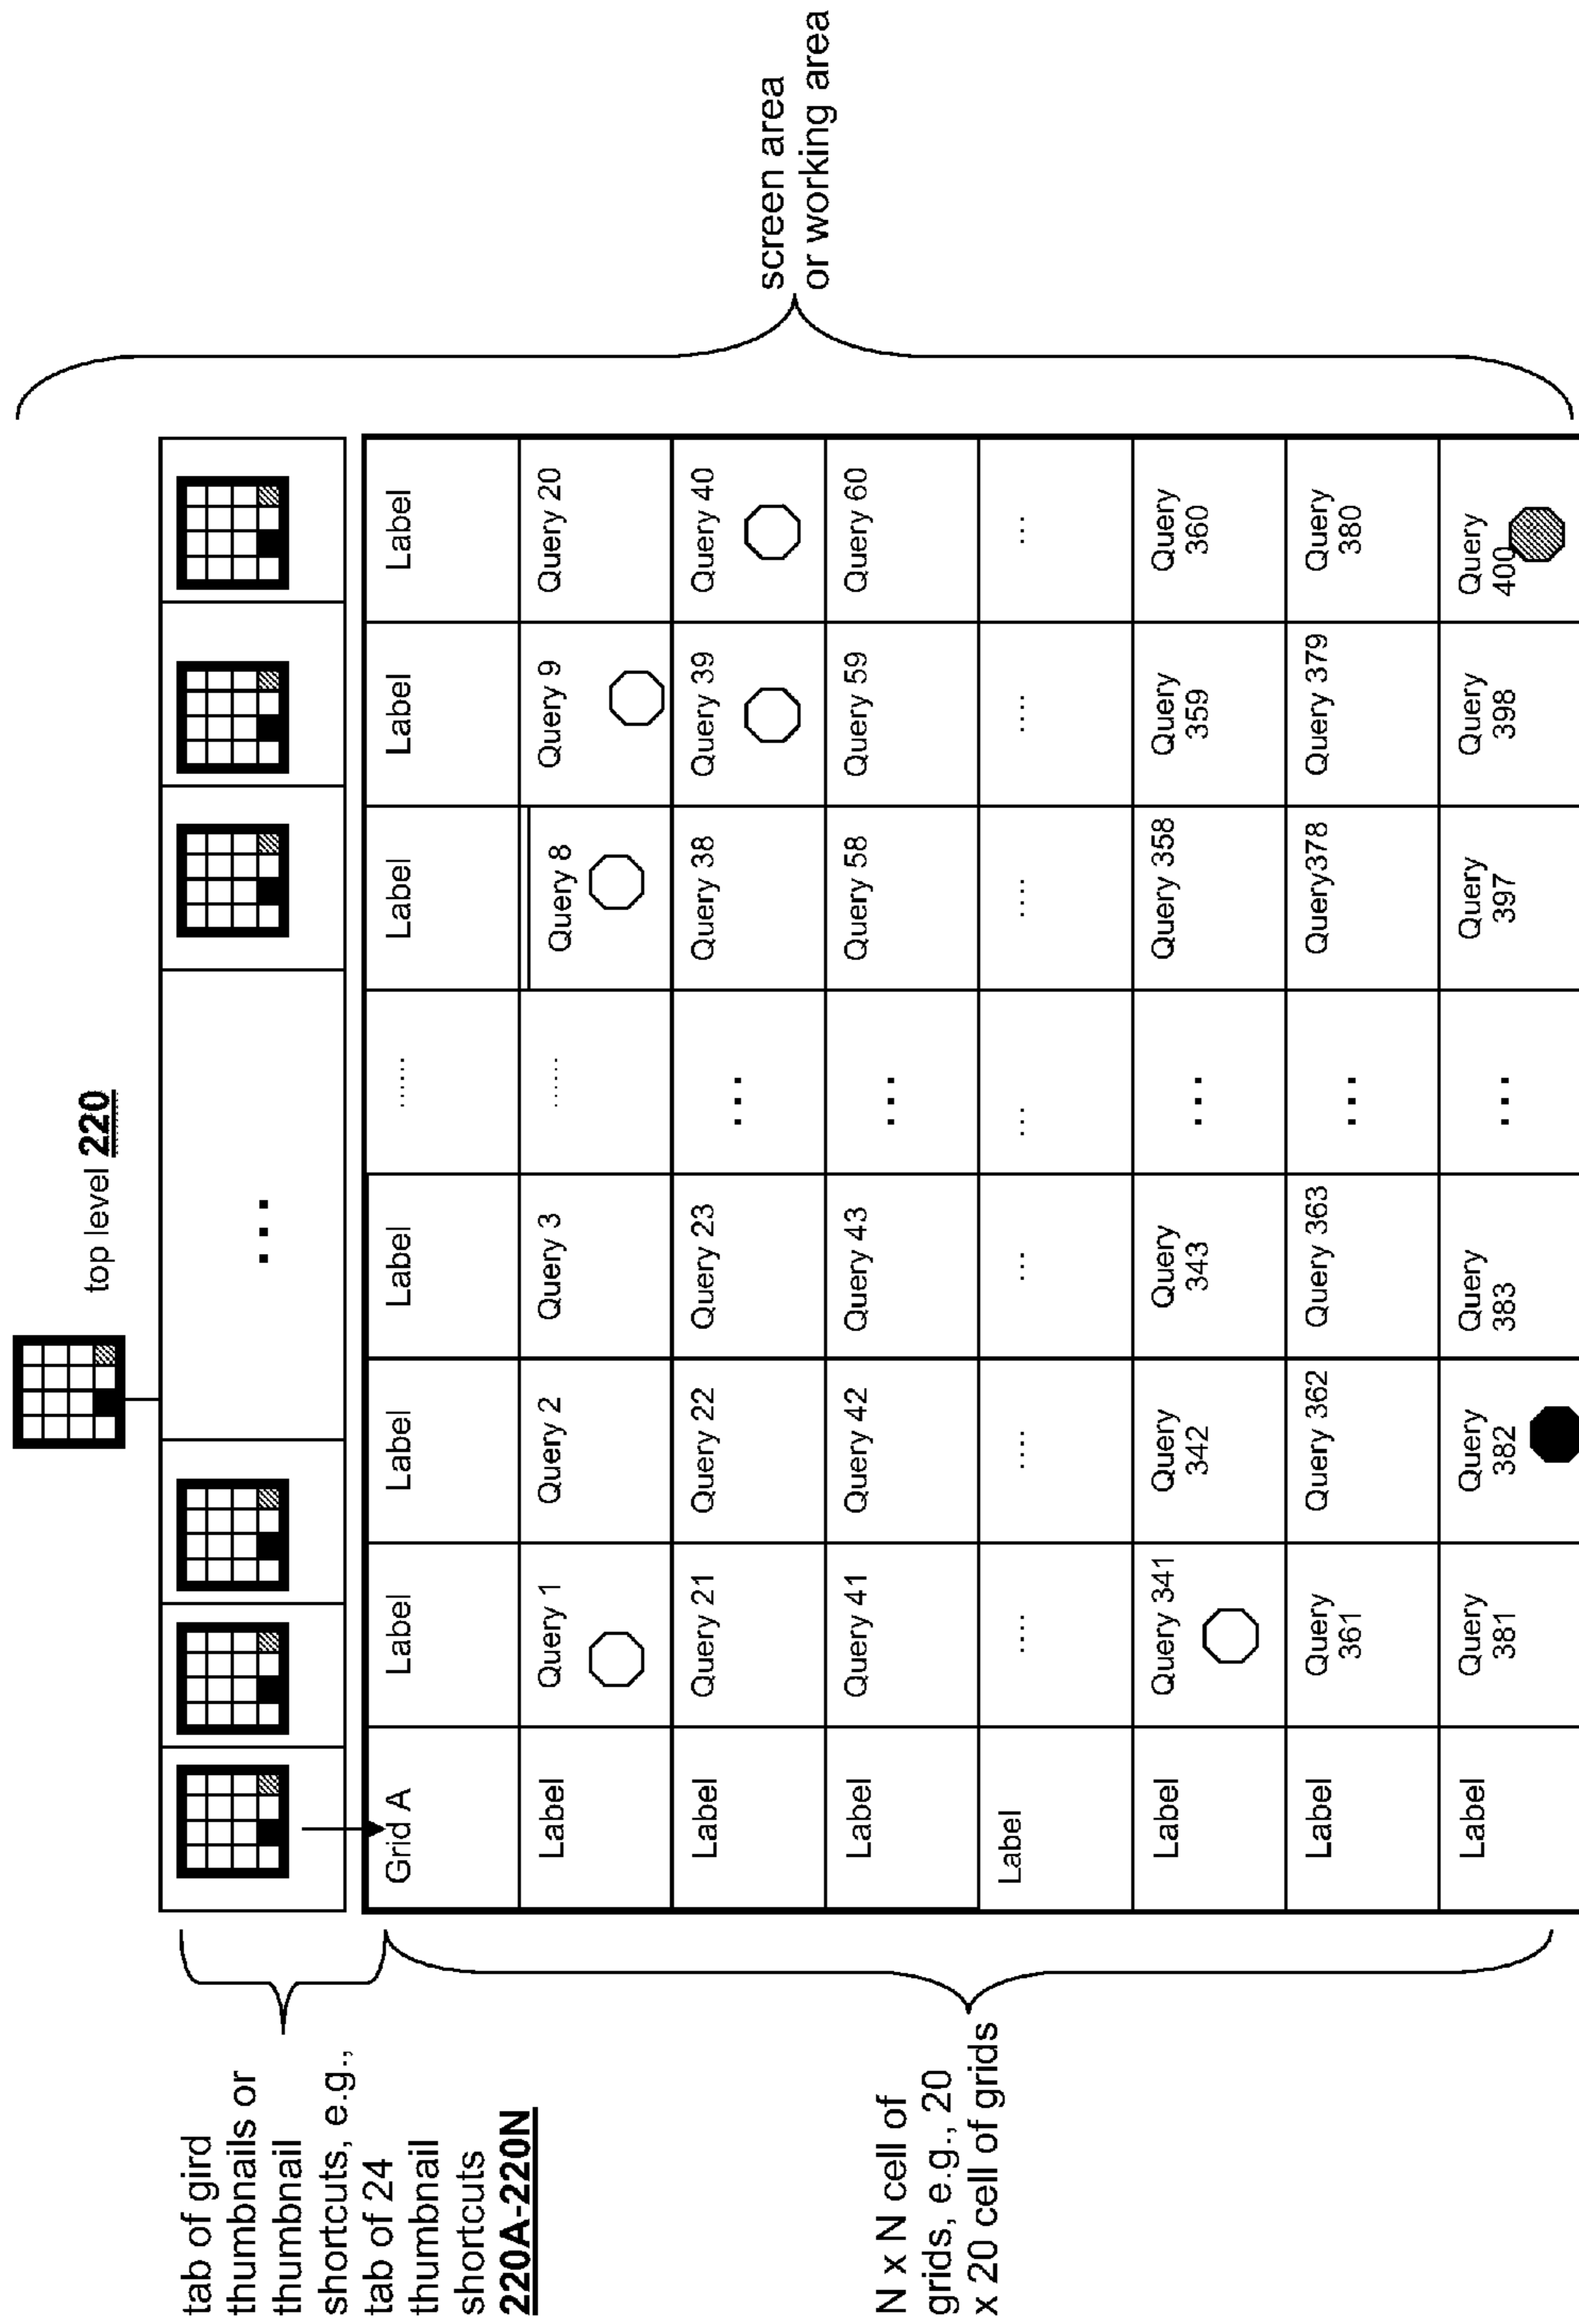 top level 220
tab of gird
thumbnails or
thumbnail
shortcuts, e.g.,
tab of 24
thumbnail
shortcuts
220A-220N
...
N x N cell of
grids, e.g., 20
x 20 cell of grids
Grid A
Label
Label
Label
......
Label
Label
Label
Label
Query 1
Query 2
Query 3
......
Query 8
Query 9
Query 20
Label
Query 21
Query 22
Query 23
...
Query 38
Query 39
Query 40
Label
Query 41
Query 42
Query 43
...
Query 58
Query 59
Query 60
Label
....
....
...
...
....
....
...
Label
Query 341
Query
342
Query
343
...
Query 358
Query
359
Query
360
Label
Query
361
Query 362
Query 363
...
Query378
Query 379
Query
380
Label
Query
381
Query
382
Query
383
...
Query
397
Query
398
Query
400
screen area
or working area